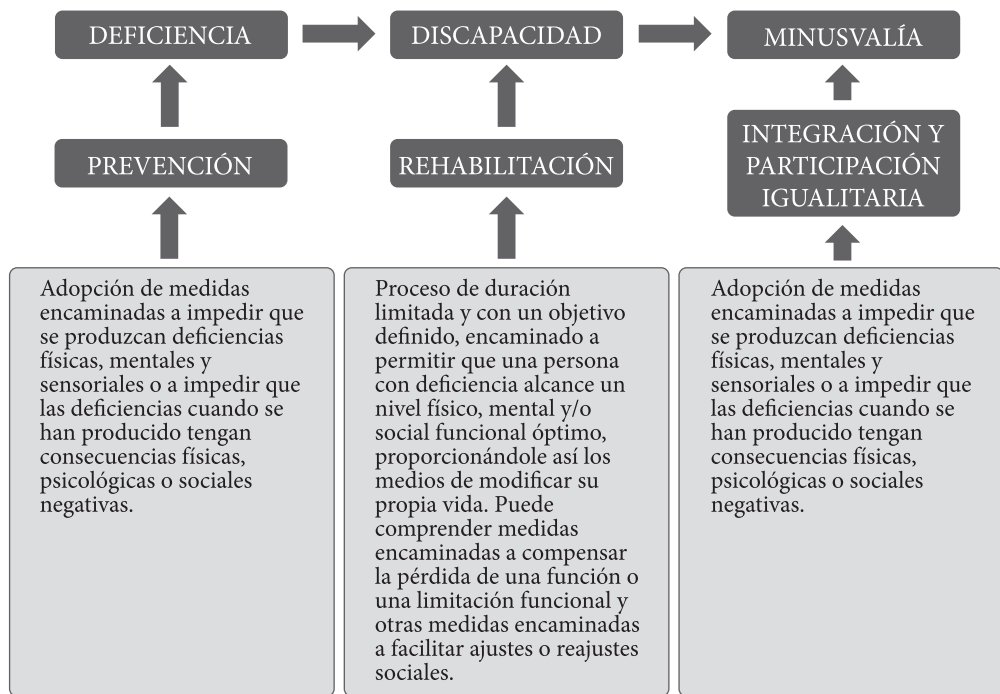 DEFICIENCIA
DISCAPACIDAD
MINUSVALÍA
PREVENCIÓN
REHABILITACIÓN
INTEGRACIÓN Y
PARTICIPACIÓN
IGUALITARIA
Adopción de medidas
encaminadas a impedir que
se produzcan deficiencias
físicas, mentales y
sensoriales o a impedir que
las deficiencias cuando se
han producido tengan
consecuencias físicas,
psicológicas o sociales
negativas.
Proceso de duración
limitada y con un objetivo
definido, encaminado a
permitir que una persona
con deficiencia alcance un
nivel físico, mental y/o
social funcional óptimo,
proporcionándole así los
medios de modificar su
propia vida. Puede
comprender medidas
encaminadas a compensar
la pérdida de una función o
una limitación funcional y
otras medidas encaminadas
a facilitar ajustes o reajustes
sociales.
Adopción de medidas
encaminadas a impedir que
se produzcan deficiencias
físicas, mentales y
sensoriales o a impedir que
las deficiencias cuando se
han producido tengan
consecuencias físicas,
psicológicas o sociales
negativas.